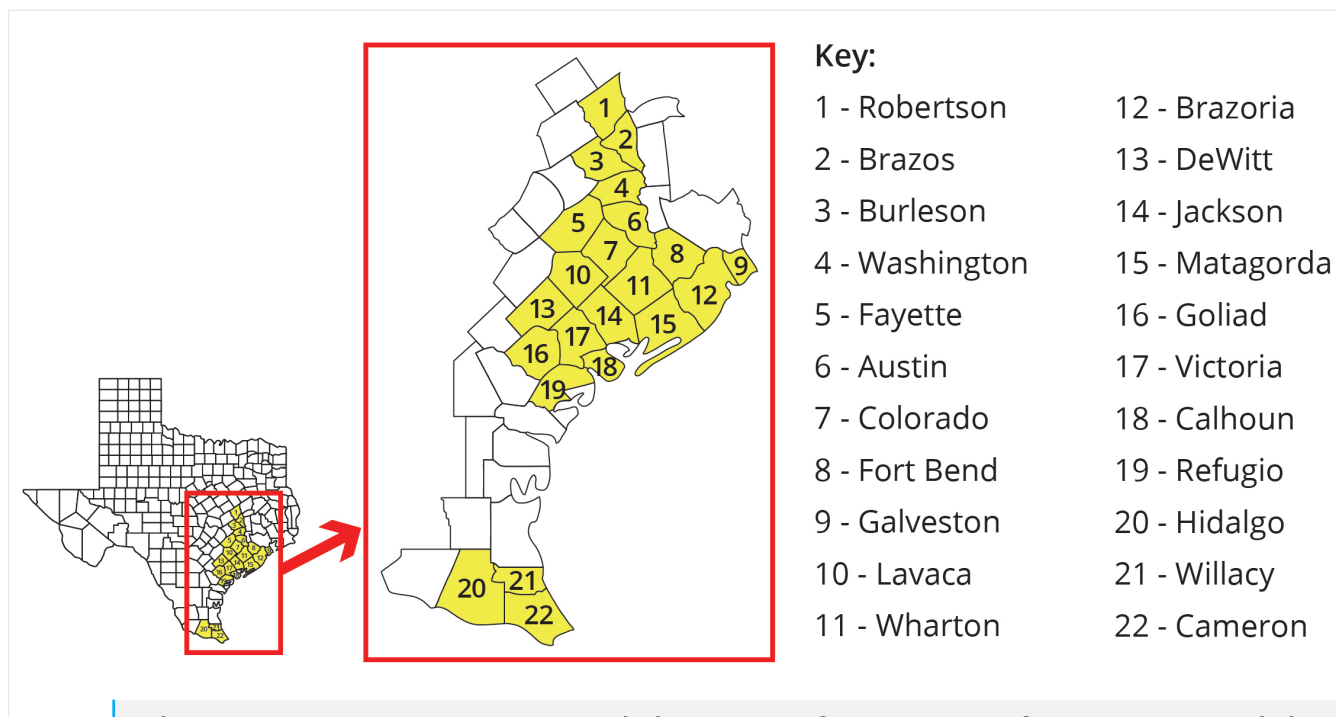 Key:
1 - Robertson
2 - Brazos
3 - Burleson
4 - Washington
5 - Fayette
6 - Austin
7 - Colorado
8 - Fort Bend
9 - Galveston
10 - Lavaca
11 - Wharton
12 - Brazoria
13 - DeWitt
14 - Jackson
15 - Matagorda
16 - Goliad
17 - Victoria
18 - Calhoun
19 - Refugio
20 - Hidalgo
21 - Willacy
22 - Cameron
1
2
3
4
5
6
7
8
9
10
11
12
13
14
15
16
17
18
19
20
21
22